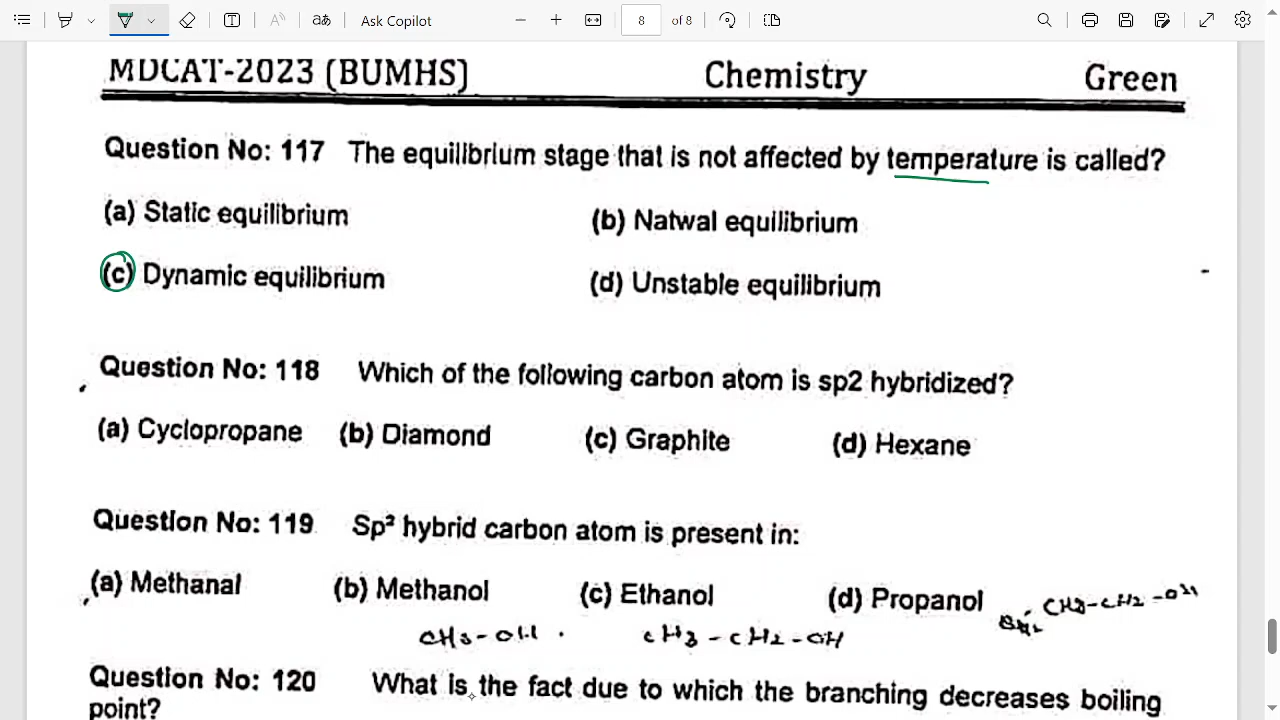 Ask Copilot
8 of 8
MDCAT-2023 (BUMHS) Chemistry Green
Question No: 117 The equilibrium stage that is not affected by temperature is called?
(a) Static equilibrium (b) Natwal equilibrium
(c) Dynamic equilibrium (d) Unstable equilibrium
Question No: 118 Which of the following carbon atom is sp2 hybridized?
(a) Cyclopropane (b) Diamond (c) Graphite (d) Hexane
Question No: 119 Sp² hybrid carbon atom is present in:
(a) Methanal (b) Methanol (c) Ethanol (d) Propanol CH3-CH2-OH
CH3-OH . CH3-CH2-OH
Question No: 120 What is the fact due to which the branching decreases boiling
point?